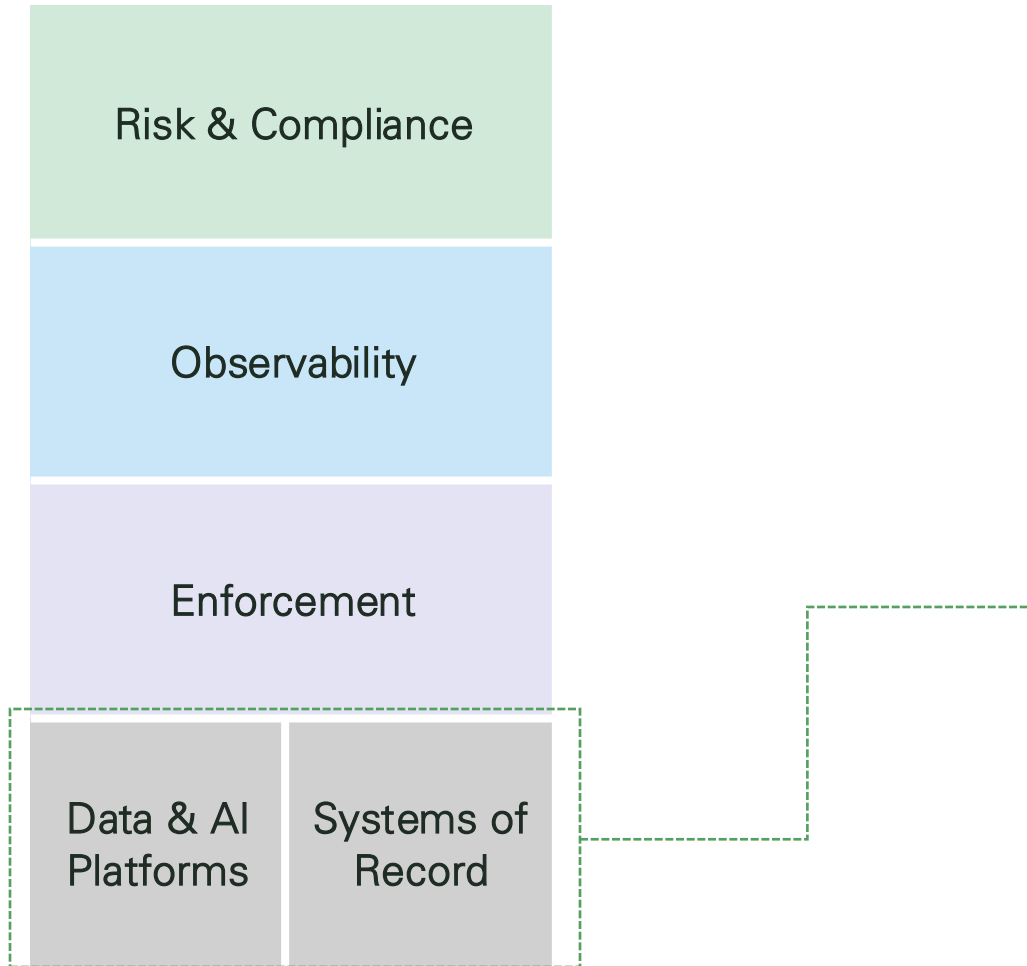 Risk & Compliance
Observability
Enforcement
Data & AI
Platforms
Systems of
Record